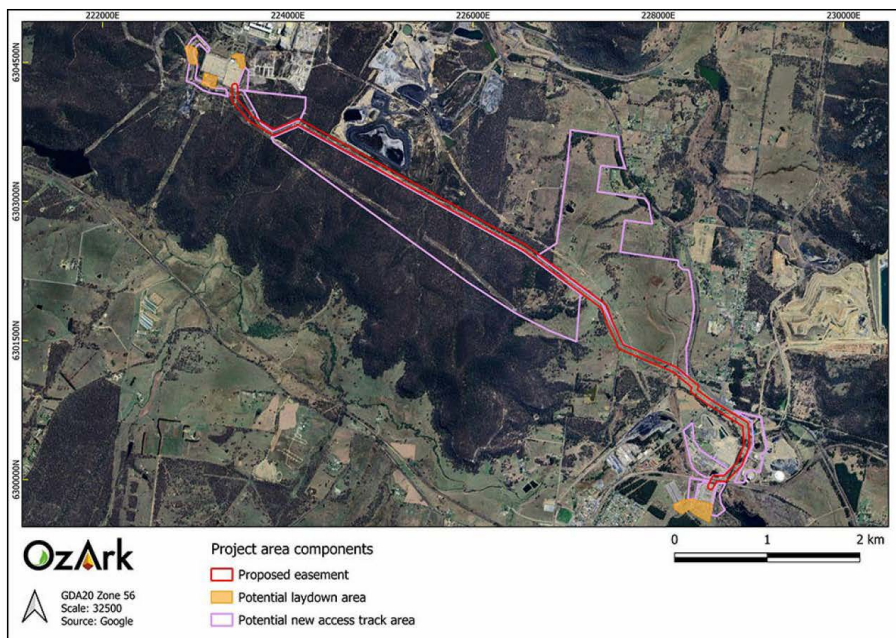 222000E
224000E
226000E
228000E
230000E
6304500N
6303000N
6301500N
6300000N
OzArk
GDA20 Zone 56
Scale: 32500
Source: Google
Project area components
Proposed easement
Potential laydown area
Potential new access track area
0 1 2 km